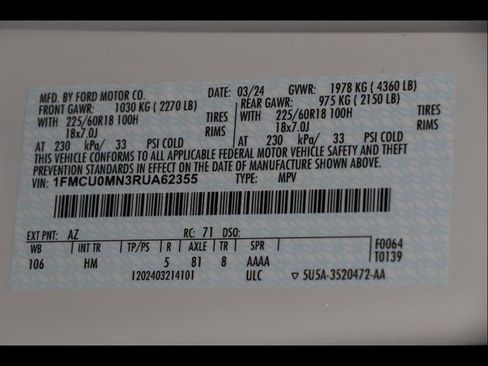 MFD. BY FORD MOTOR CO. DATE: 03/24 GVWR: 1978 KG ( 4360 LB)
FRONT GAWR: 1030 KG ( 2270 LB) REAR GAWR: 975 KG ( 2150 LB)
WITH 225/60R18 100H TIRES WITH 225/60R18 100H TIRES
18x7.0J RIMS 18x7.0J RIMS
AT 230 kPa/ 33 PSI COLD AT 230 kPa/ 33 PSI COLD
THIS VEHICLE CONFORMS TO ALL APPLICABLE FEDERAL MOTOR VEHICLE SAFETY AND THEFT
PREVENTION STANDARDS IN EFFECT ON THE DATE OF MANUFACTURE SHOWN ABOVE.
VIN: 1FMCU0MN3RUA62355 TYPE: MPV
EXT PNT: AZ RC: 71 DSO: F0064
WB INT TR TP/PS R AXLE TR SPR T0139
106 HM 5 81 8 AAAA
1202403214101 ULC 5U5A-3520472-AA